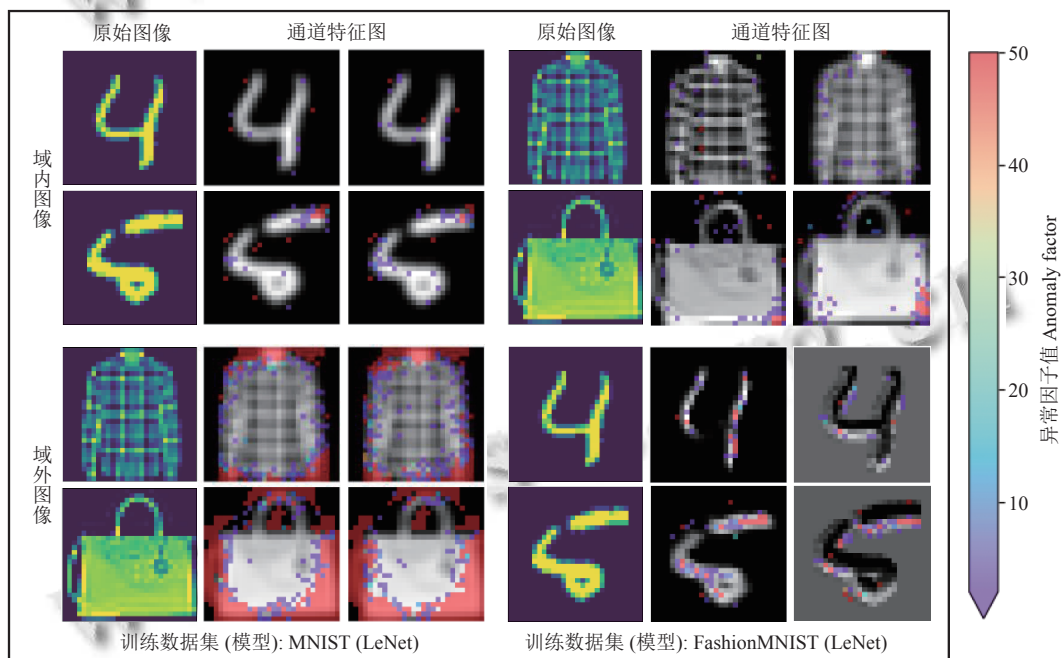 原始图像 通道特征图 原始图像 通道特征图
域内图像
域外图像
训练数据集 (模型): MNIST (LeNet) 训练数据集 (模型): FashionMNIST (LeNet)
50
40
30
20
10
异常因子值 Anomaly factor